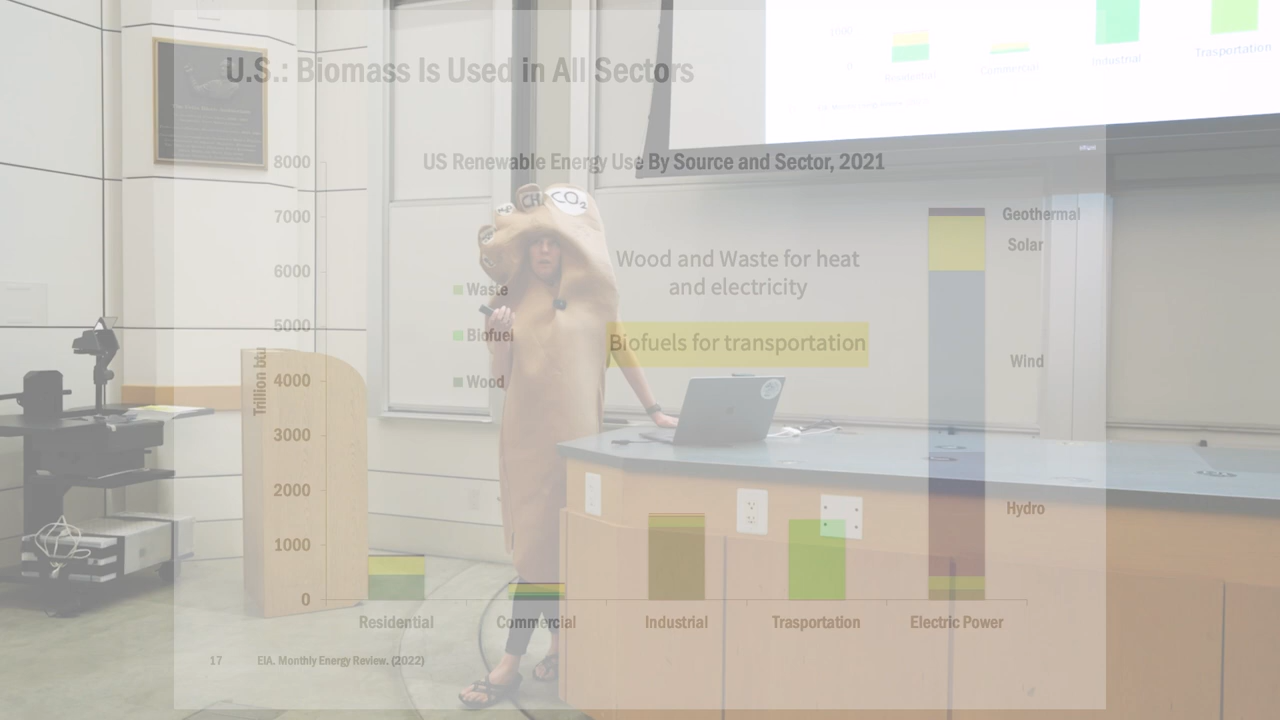 U.S.: Biomass Is Used in All Sectors
US Renewable Energy Use By Source and Sector, 2021
8000
7000
6000
5000
4000
3000
2000
1000
0
Trillion btu
Waste
Biofuel
Wood
Wood and Waste for heat
and electricity
Biofuels for transportation
Geothermal
Solar
Wind
Hydro
Residential
Commercial
Industrial
Trasportation
Electric Power
17
EIA. Monthly Energy Review. (2022)
CH4
CO2
Residential
Commercial
Industrial
Trasportation
0